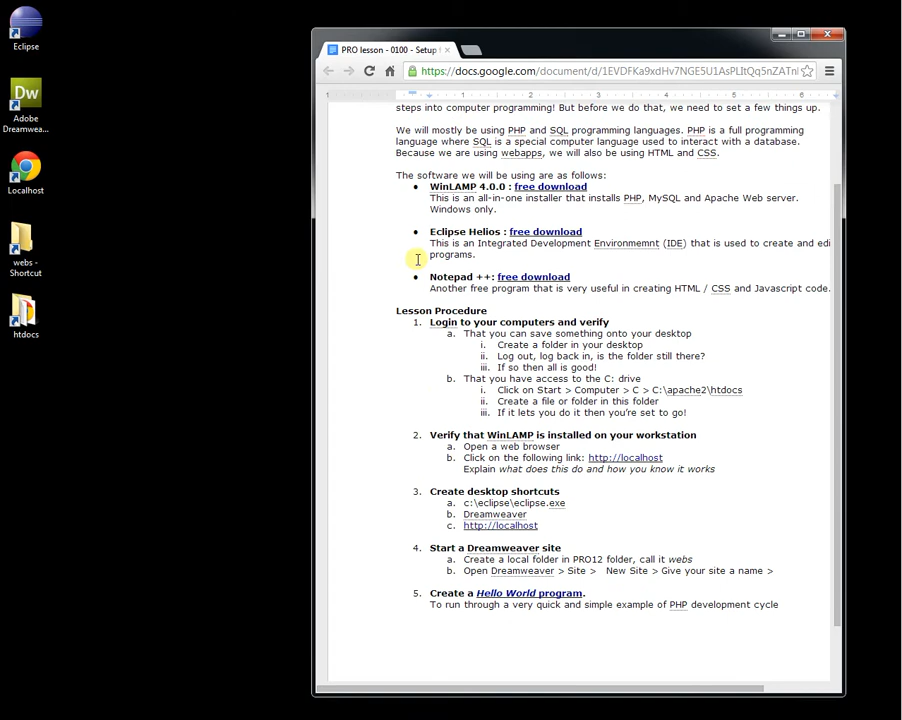 Eclipse
Dw
Adobe
Dreamwea...
Localhost
webs -
Shortcut
htdocs
PRO lesson - 0100 - Setup
https://docs.google.com/document/d/1EVDFKa9xdHv7NGE5U1AsPLItQq5nZATnl
1 1 2 3 4 5 6 7
steps into computer programming! But before we do that, we need to set a few things up.
We will mostly be using PHP and SQL programming languages. PHP is a full programming
language where SQL is a special computer language used to interact with a database.
Because we are using webapps, we will also be using HTML and CSS.
The software we will be using are as follows:
• WinLAMP 4.0.0 : free download
This is an all-in-one installer that installs PHP, MySQL and Apache Web server.
Windows only.
• Eclipse Helios : free download
This is an Integrated Development Environmemnt (IDE) that is used to create and edi
programs.
• Notepad ++: free download
Another free program that is very useful in creating HTML / CSS and Javascript code.
Lesson Procedure
1. Login to your computers and verify
a. That you can save something onto your desktop
i. Create a folder in your desktop
ii. Log out, log back in, is the folder still there?
iii. If so then all is good!
b. That you have access to the C: drive
i. Click on Start > Computer > C > C:\apache2\htdocs
ii. Create a file or folder in this folder
iii. If it lets you do it then you're set to go!
2. Verify that WinLAMP is installed on your workstation
a. Open a web browser
b. Click on the following link: http://localhost
Explain what does this do and how you know it works
3. Create desktop shortcuts
a. c:\eclipse\eclipse.exe
b. Dreamweaver
c. http://localhost
4. Start a Dreamweaver site
a. Create a local folder in PRO12 folder, call it webs
b. Open Dreamweaver > Site > New Site > Give your site a name >
5. Create a Hello World program.
To run through a very quick and simple example of PHP development cycle